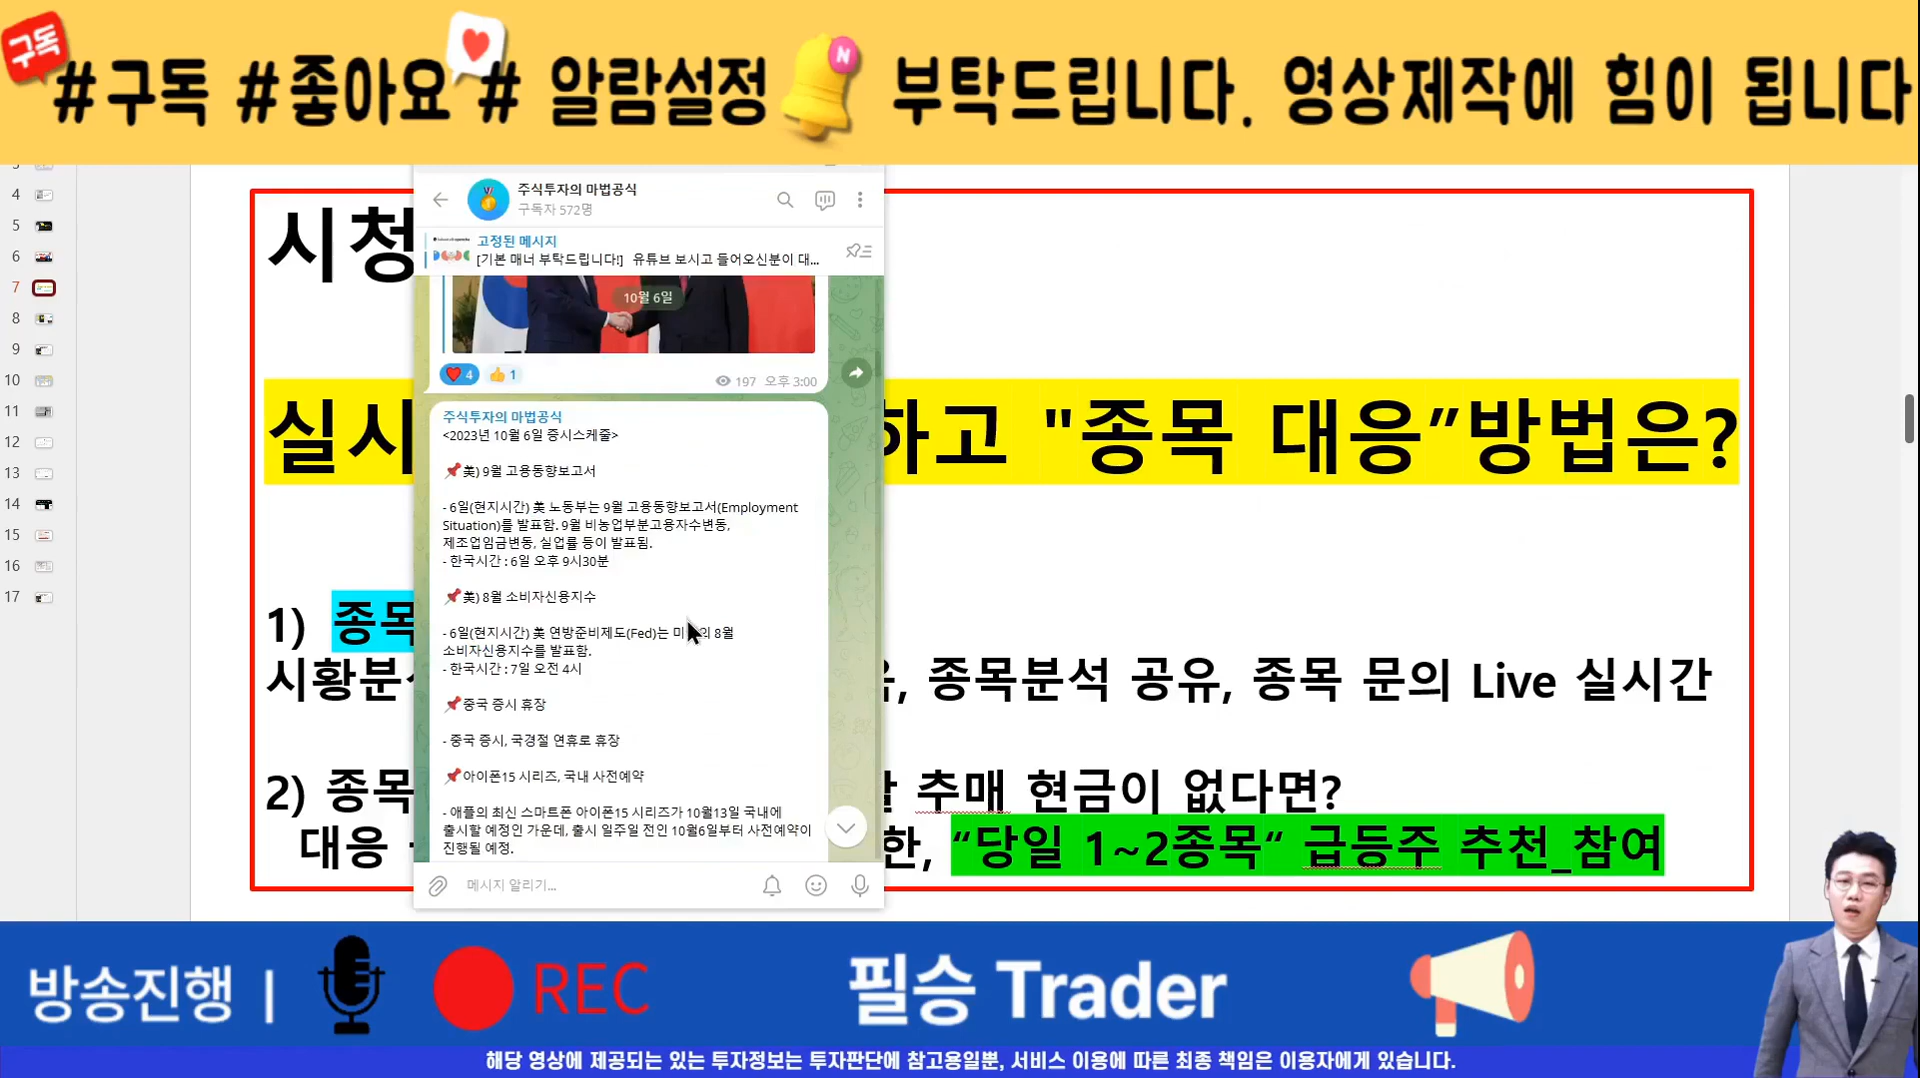 구독
#구독 #좋아요 # 알람설정 부탁드립니다. 영상제작에 힘이 됩니다
N
4
5
6
7
8
9
10
11
12
13
14
15
16
17
시청
실시 하고 "종목 대응”방법은?
1) 종목
시황분 , 종목분석 공유, 종목 문의 Live 실시간
2) 종목 추매 현금이 없다면?
대응 한, “당일 1~2종목“ 급등주 추천_참여
주식투자의 마법공식
구독자 572명
고정된 메시지
[기본 매너 부탁드립니다!] 유튜브 보시고 들어오신분이 대...
10월 6일
4 1
197 오후 3:00
주식투자의 마법공식
<2023년 10월 6일 증시스케줄>
美) 9월 고용동향보고서
- 6일(현지시간) 美 노동부는 9월 고용동향보고서(Employment
Situation)를 발표함. 9월 비농업부분고용자수변동,
제조업임금변동, 실업률 등이 발표됨.
- 한국시간 : 6일 오후 9시30분
美) 8월 소비자신용지수
- 6일(현지시간) 美 연방준비제도(Fed)는 미 의 8월
소비자신용지수를 발표함.
- 한국시간 : 7일 오전 4시
중국 증시 휴장
- 중국 증시, 국경절 연휴로 휴장
아이폰15 시리즈, 국내 사전예약
- 애플의 최신 스마트폰 아이폰15 시리즈가 10월13일 국내에
출시할 예정인 가운데, 출시 일주일 전인 10월6일부터 사전예약이
진행될 예정.
메시지 알리기...
방송진행 | REC 필승 Trader
해당 영상에 제공되는 있는 투자정보는 투자판단에 참고용일뿐, 서비스 이용에 따른 최종 책임은 이용자에게 있습니다.